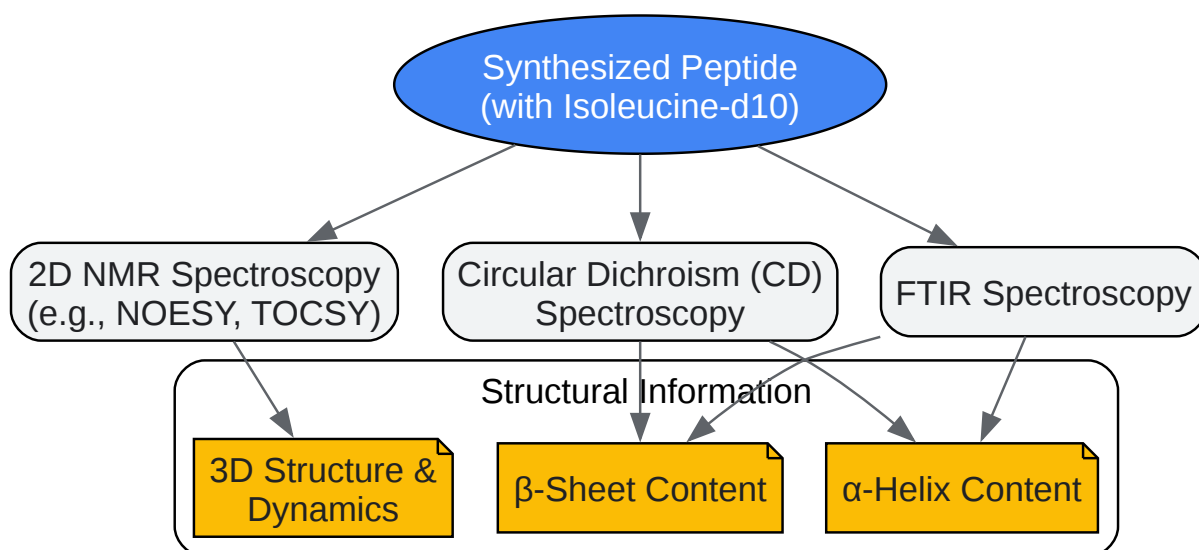 Synthesized Peptide
(with Isoleucine-d10)
2D NMR Spectroscopy
(e.g., NOESY, TOCSY)
Circular Dichroism (CD)
Spectroscopy
FTIR Spectroscopy
Structural Information
3D Structure &
Dynamics
β-Sheet Content
α-Helix Content